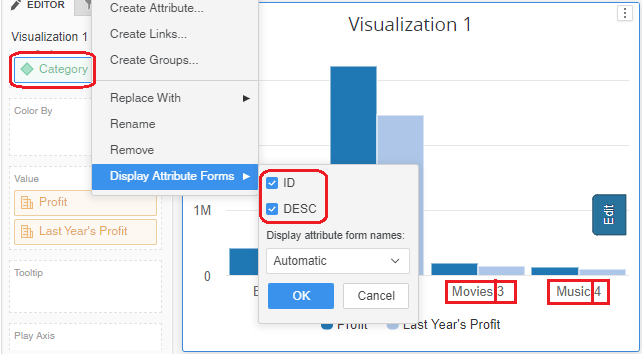 EDITOR
Visualization 1
Category
Color By
Value
Profit
Last Year's Profit
Tooltip
Play Axis
Create Attribute...
Create Links...
Create Groups...
Replace With
Rename
Remove
Display Attribute Forms
ID
DESC
Display attribute form names:
Automatic
OK
Cancel
Visualization 1
1M
0
Movies 3
Music 4
Profit
Last Year's Profit
Edit